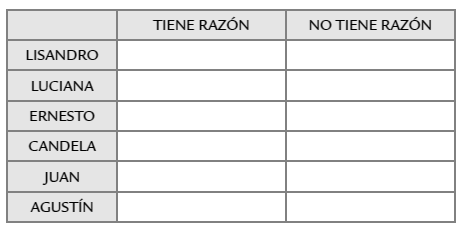 TIENE RAZÓN NO TIENE RAZÓN
LISANDRO
LUCIANA
ERNESTO
CANDELA
JUAN
AGUSTÍN